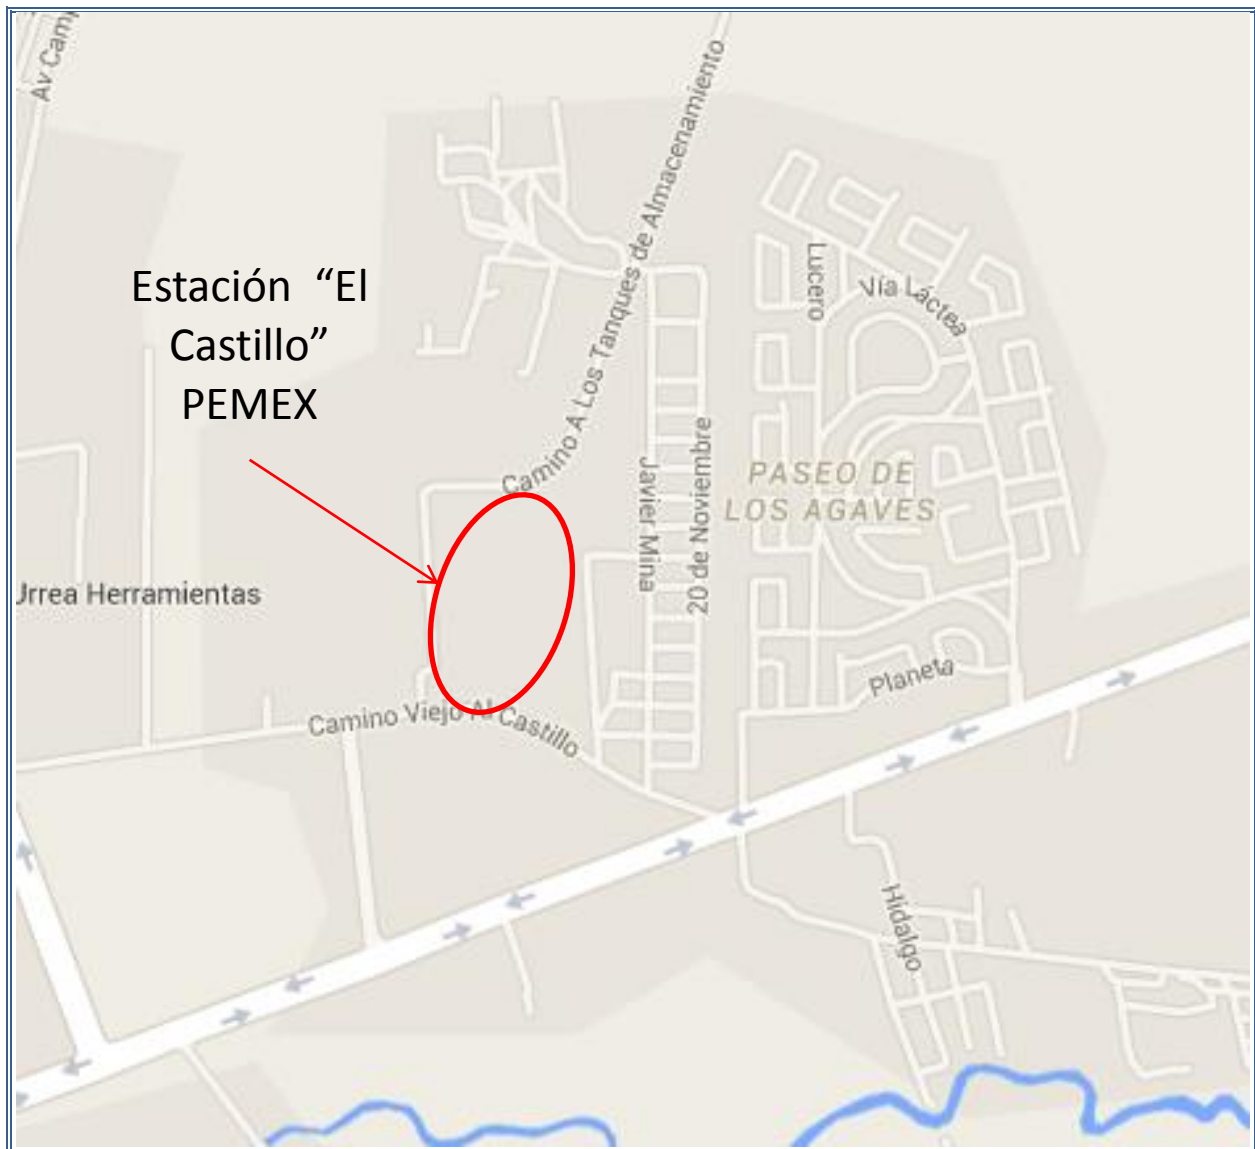 Av Cam
Camino A Los Tanques de Almacenamiento
Lucero
Vía Láctea
Estación “El
Castillo”
PEMEX
Javier Mina
20 de Noviembre
PASEO DE
LOS AGAVES
Urrea Herramientas
Planeta
Camino Viejo Al Castillo
Hidalgo